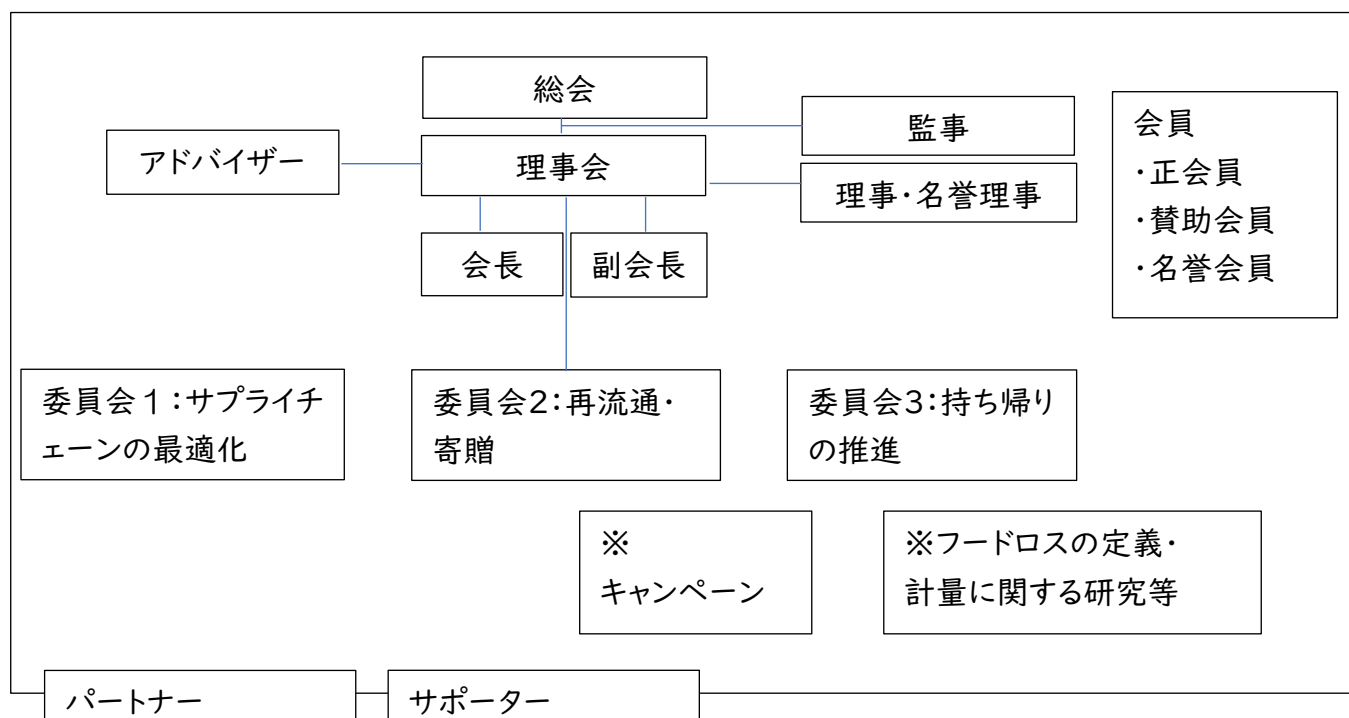 総会
監事
アドバイザー
理事会
理事・名誉理事
会長
副会長
会員
・正会員
・賛助会員
・名誉会員
委員会1:サプライチ
ェーンの最適化
委員会2:再流通・
寄贈
委員会3:持ち帰り
の推進
※
キャンペーン
※フードロスの定義・
計量に関する研究等
パートナー
サポーター